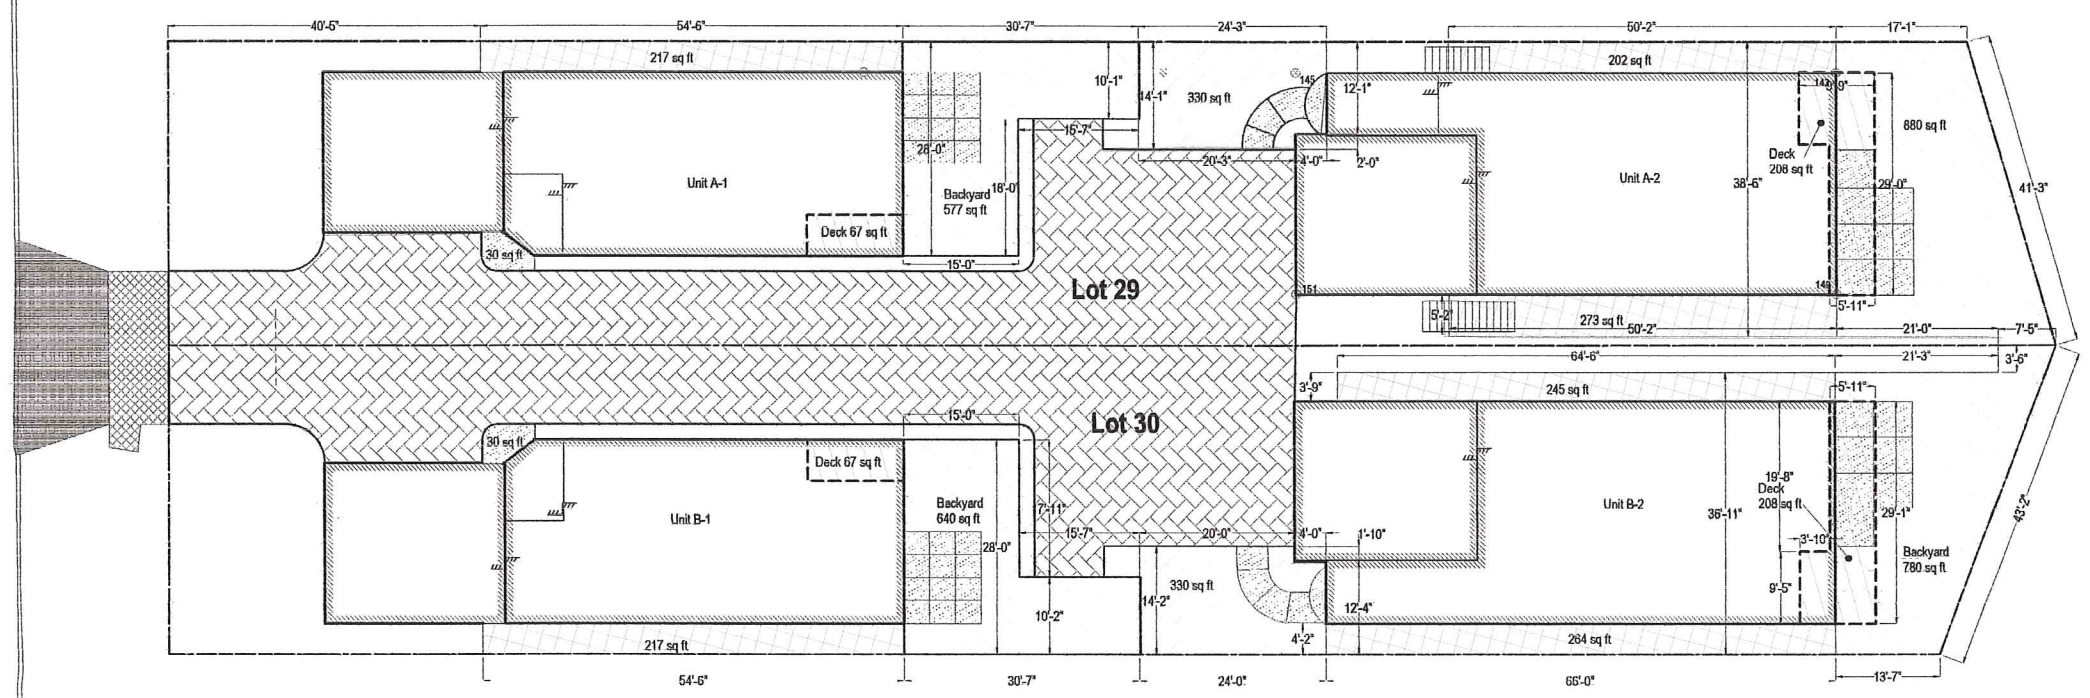 40'-5" 54'-6" 30'-7" 24'-3" 50'-2" 17'-1"
217 sq ft
202 sq ft
10'-1"
14'-1"
330 sq ft
145
12'-1"
9'-9"
880 sq ft
15'-7"
28'-0"
20'-3" 4'-0" 2'-0"
Deck
208 sq ft
Unit A-1
Unit A-2
38'-6"
29'-0"
41'-3"
18'-0"
Backyard
577 sq ft
Deck 67 sq ft
30 sq ft
15'-0"
Lot 29
151
149
5'-11"
5'-2"
273 sq ft
50'-2" 21'-0" 7'-5"
64'-6" 21'-3" 3'-6"
3'-9"
245 sq ft
5'-11"
15'-0"
Lot 30
30 sq ft
Deck 67 sq ft
19'-8"
Deck
208 sq ft
Backyard
640 sq ft
Unit B-1
Unit B-2
36'-11"
29'-1"
43'-2"
7'-11"
15'-7" 20'-0" 4'-0" 1'-10"
28'-0"
3'-10"
Backyard
780 sq ft
330 sq ft
9'-5"
14'-2"
10'-2"
12'-4"
4'-2"
217 sq ft
264 sq ft
54'-6" 30'-7" 24'-0" 66'-0" 13'-7"